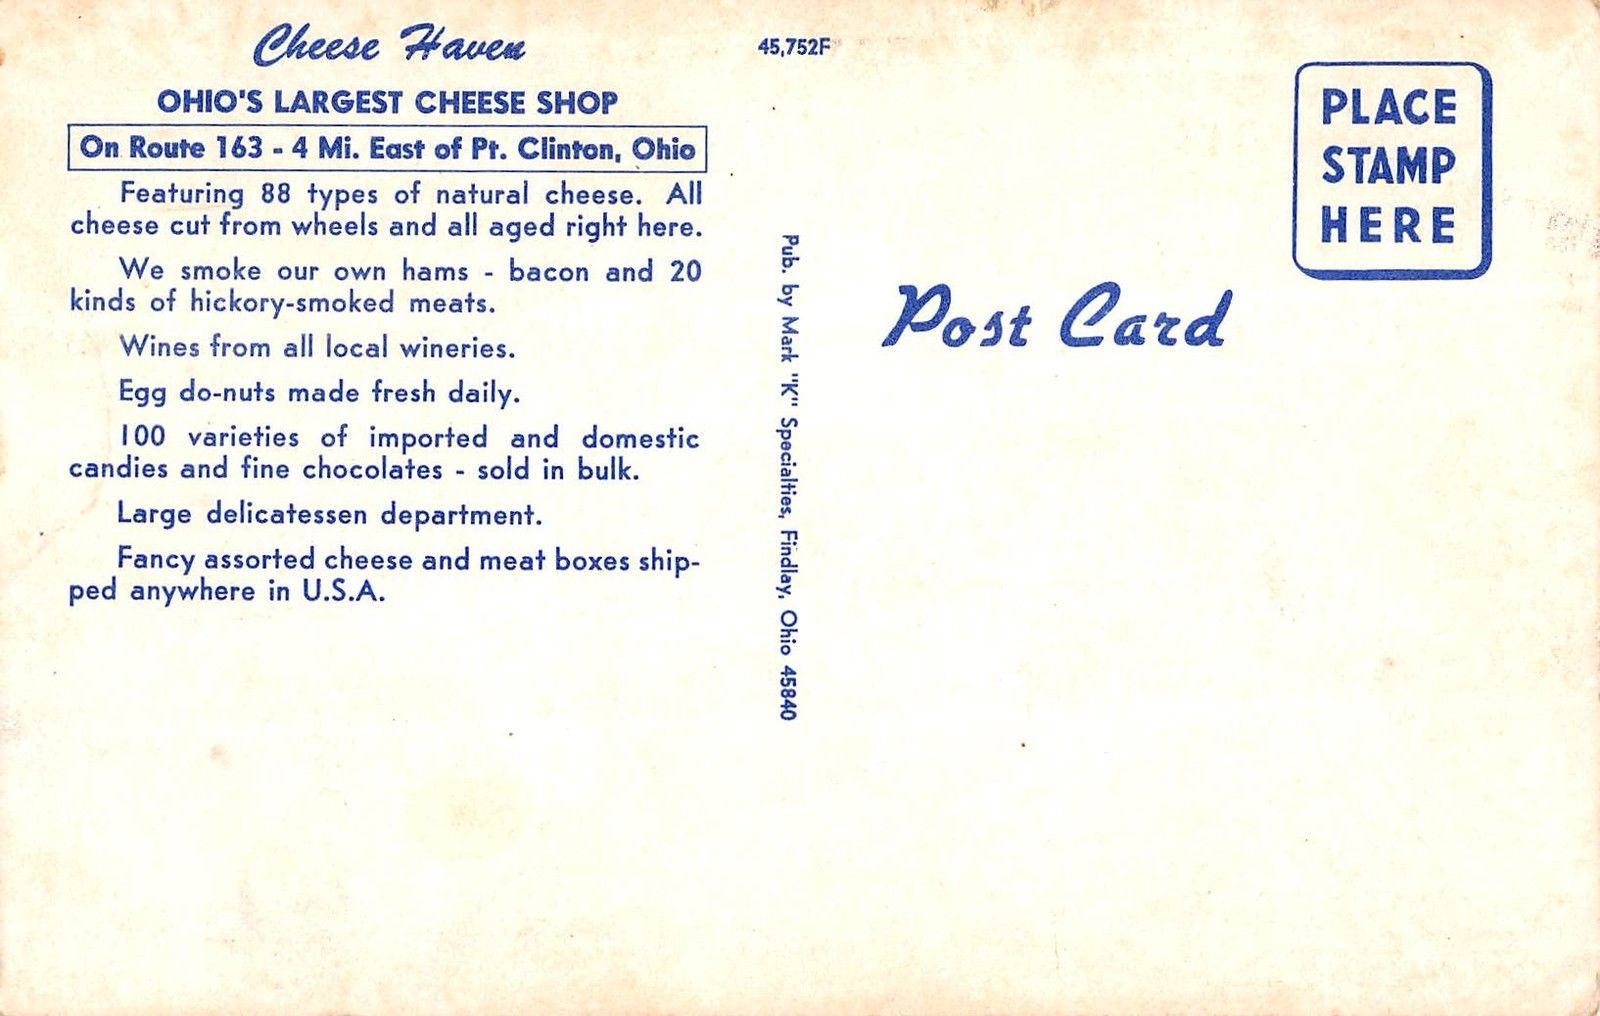 Cheese Haven
OHIO'S LARGEST CHEESE SHOP
On Route 163 - 4 Mi. East of Pt. Clinton, Ohio
Featuring 88 types of natural cheese. All
cheese cut from wheels and all aged right here.
We smoke our own hams - bacon and 20
kinds of hickory-smoked meats.
Wines from all local wineries.
Egg do-nuts made fresh daily.
100 varieties of imported and domestic
candies and fine chocolates - sold in bulk.
Large delicatessen department.
Fancy assorted cheese and meat boxes ship-
ped anywhere in U.S.A.
45,752F
Pub. by Mark "K" Specialties, Findlay, Ohio 45840
Post Card
PLACE
STAMP
HERE